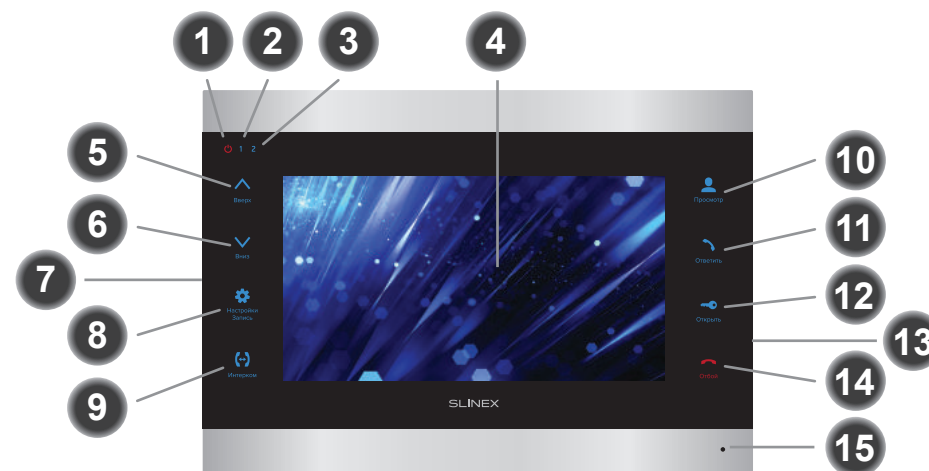 1
2
3
4
1 2
5
Вверх
10
Просмотр
6
Вниз
11
Ответить
7
8
Настройки
Запись
12
Открыть
13
9
Интерком
14
Отбой
SLINEX
15